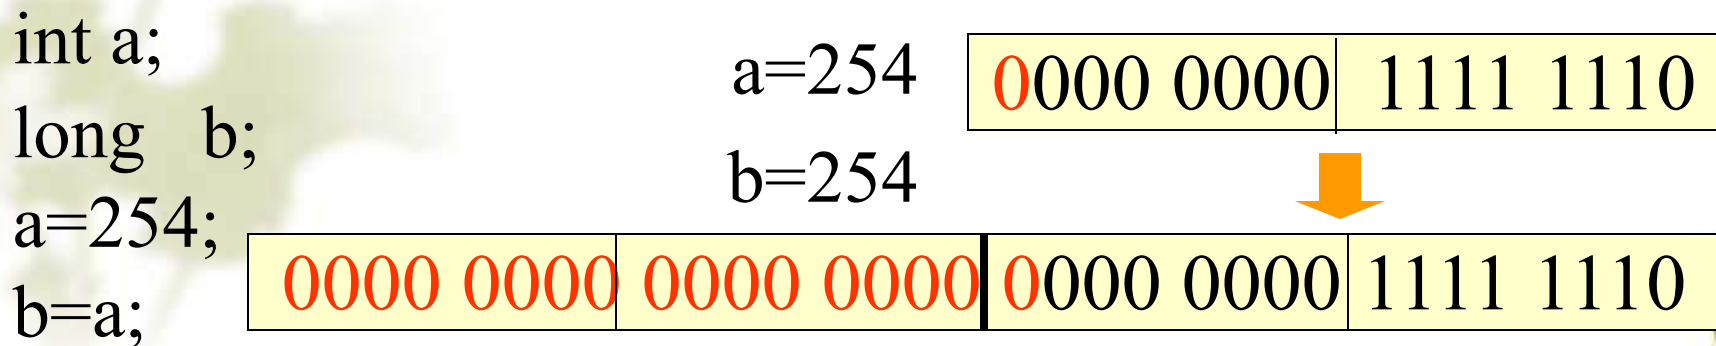 int a;
long b;
a=254;
b=a;
a=254 0000 0000 1111 1110
b=254
0000 0000 0000 0000 0000 0000 1111 1110